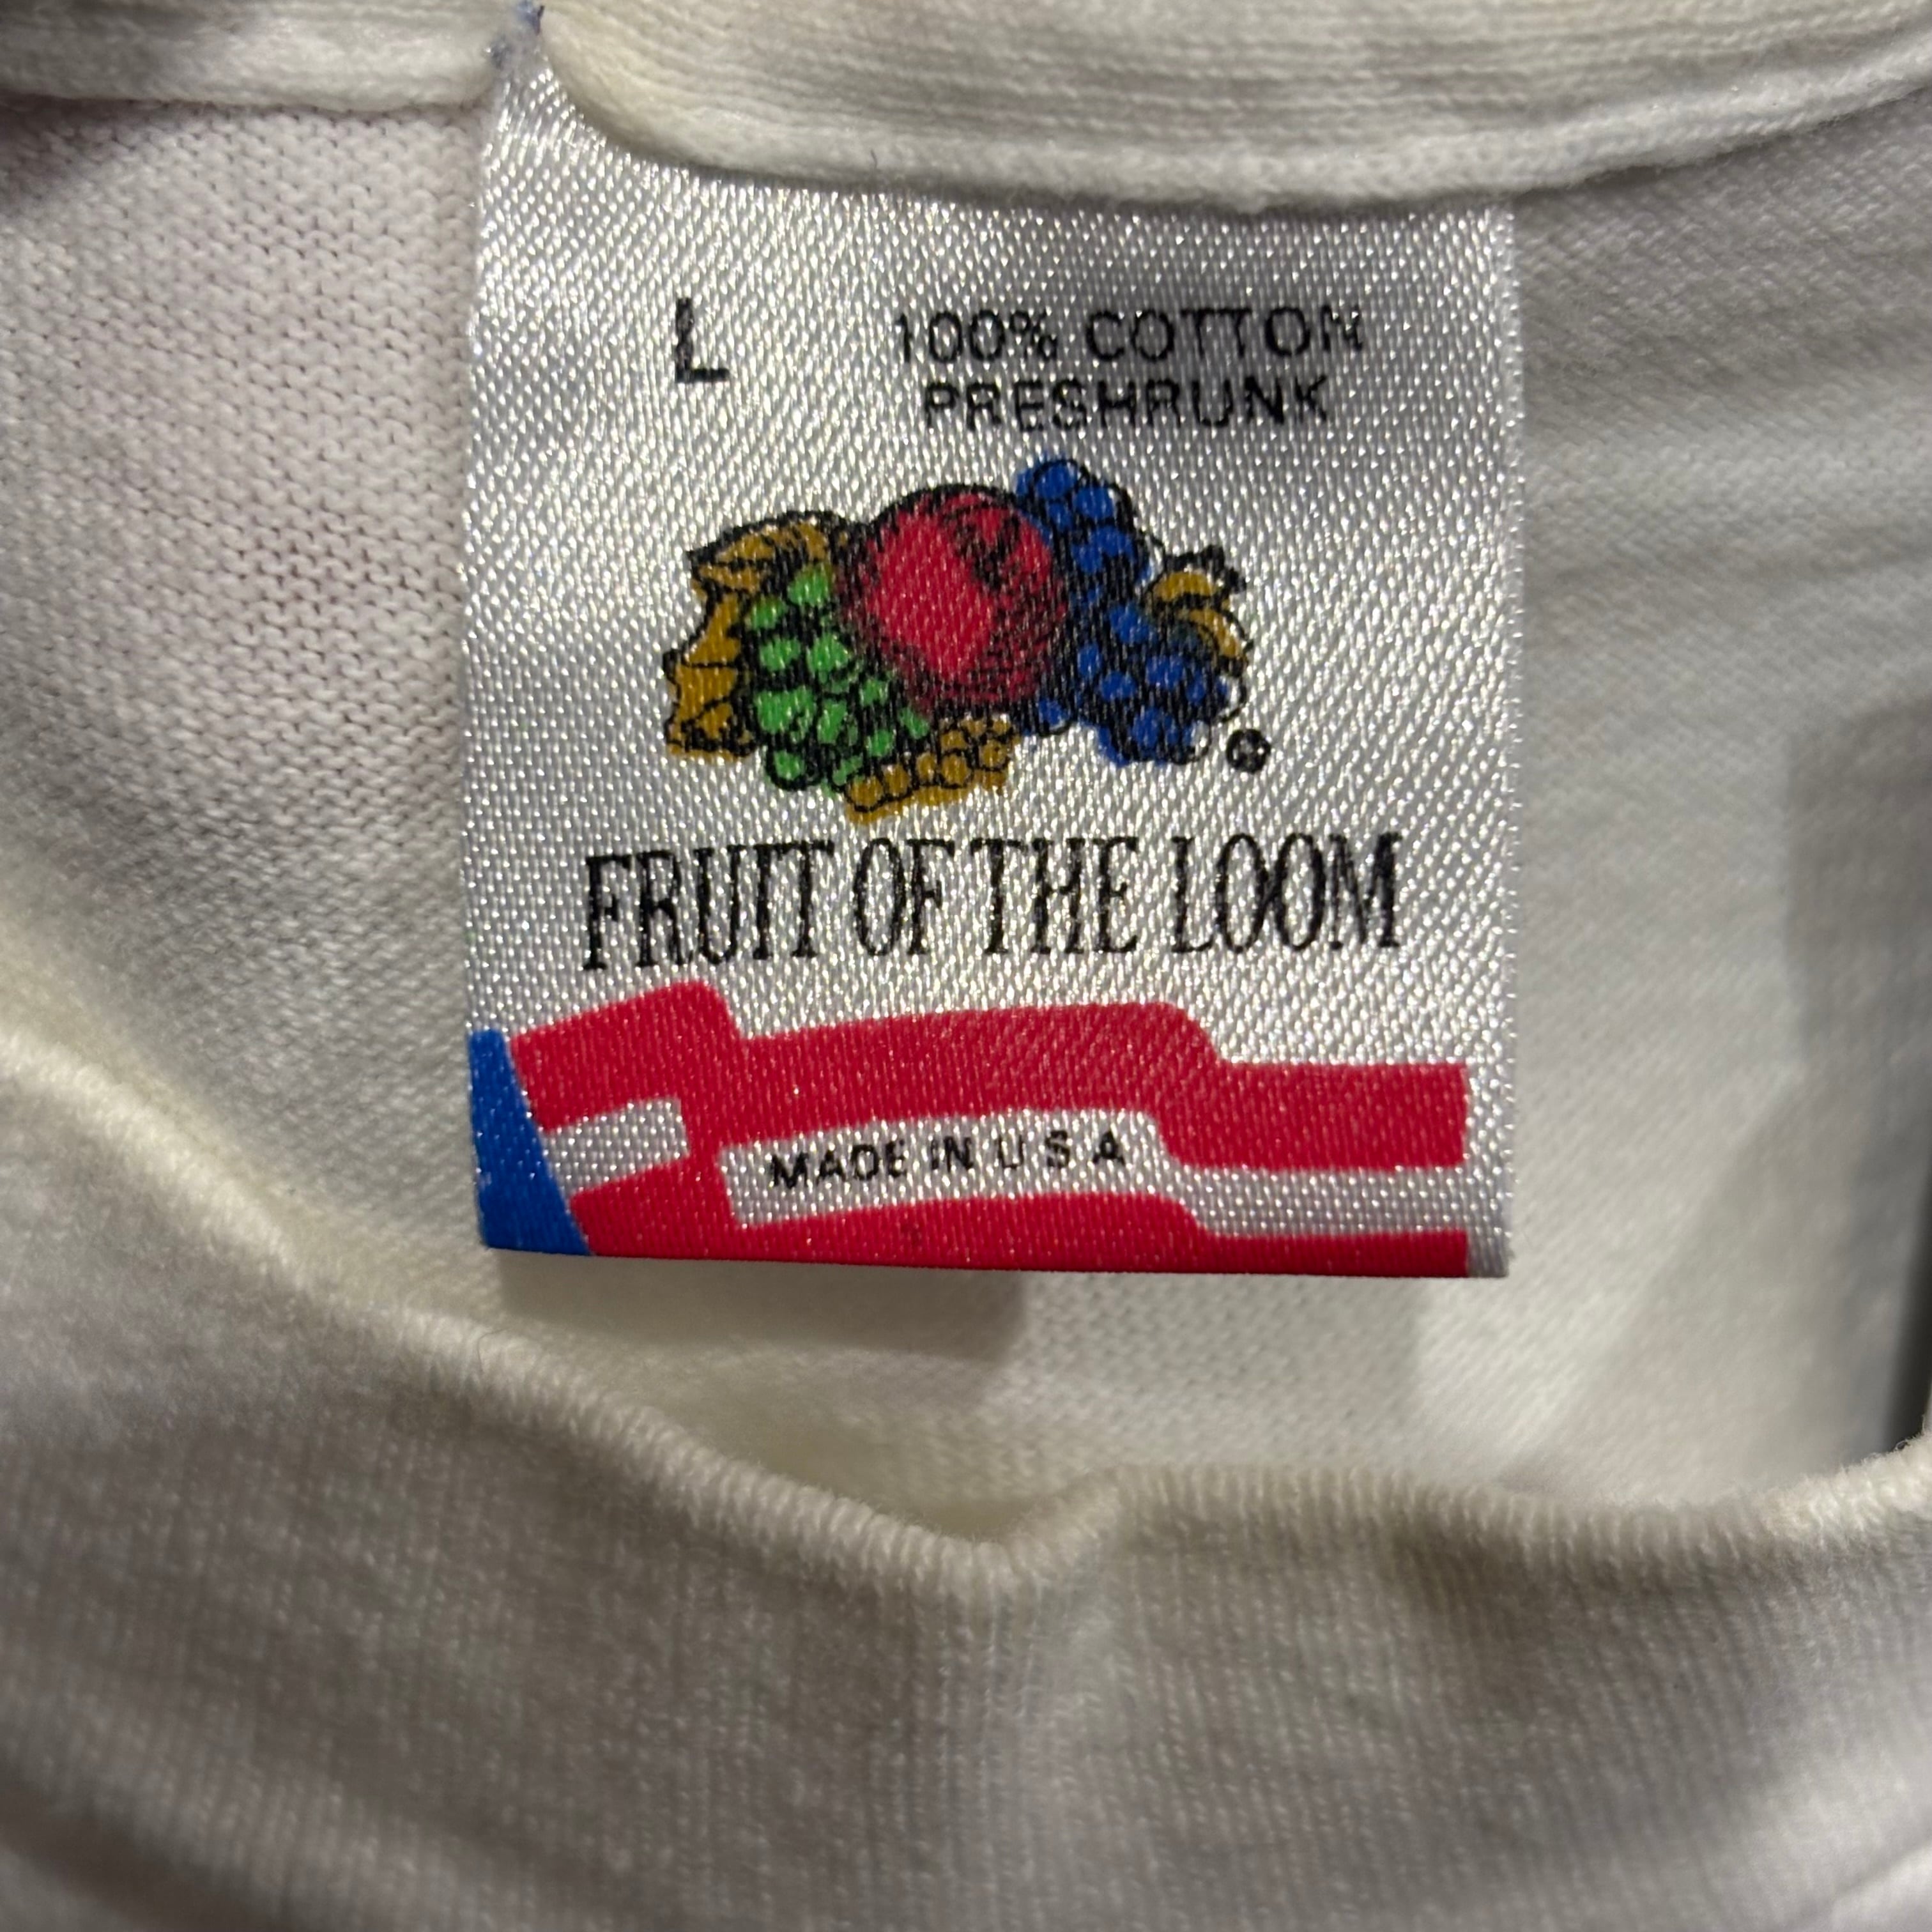 L
100% COTTON
PRESHRUNK
®
FRUIT OF THE LOOM
MADE IN U S A